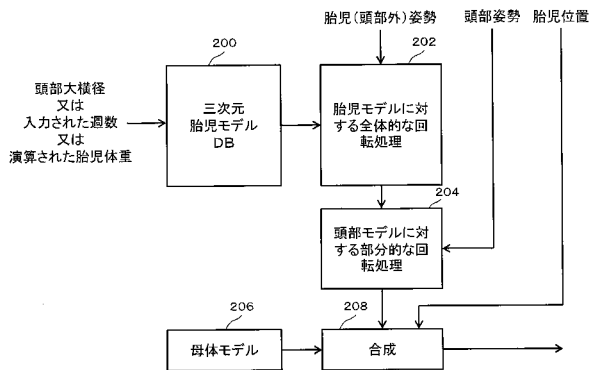 胎児(頭部外)姿勢
頭部姿勢
胎児位置
200
202
頭部大横径
又は
入力された週数
又は
演算された胎児体重
三次元
胎児モデル
DB
胎児モデルに対
する全体的な回
転処理
204
頭部モデルに対
する部分的な回
転処理
206
208
母体モデル
合成